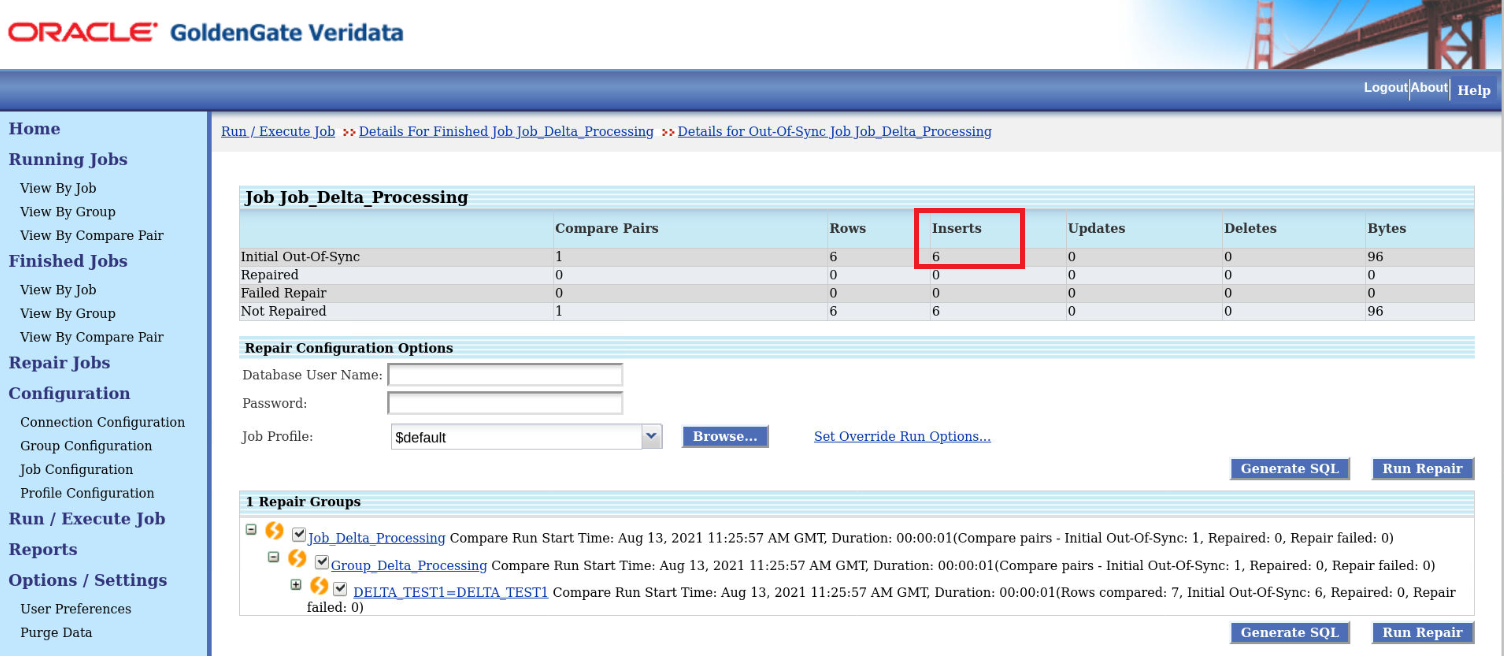 ORACLE GoldenGate Veridata
Logout About Help
Home
Running Jobs
View By Job
View By Group
View By Compare Pair
Finished Jobs
View By Job
View By Group
View By Compare Pair
Repair Jobs
Configuration
Connection Configuration
Group Configuration
Job Configuration
Profile Configuration
Run / Execute Job
Reports
Options / Settings
User Preferences
Purge Data
Run / Execute Job >> Details For Finished Job Job_Delta_Processing >> Details for Out-Of-Sync Job Job_Delta_Processing
Job Job_Delta_Processing
Compare Pairs Rows Inserts Updates Deletes Bytes
Initial Out-Of-Sync 1 6 6 0 0 96
Repaired 0 0 0 0 0 0
Failed Repair 0 0 0 0 0 0
Not Repaired 1 6 6 0 0 96
Repair Configuration Options
Database User Name:
Password:
Job Profile: $default Browse... Set Override Run Options...
Generate SQL Run Repair
1 Repair Groups
Job_Delta_Processing Compare Run Start Time: Aug 13, 2021 11:25:57 AM GMT, Duration: 00:00:01(Compare pairs - Initial Out-Of-Sync: 1, Repaired: 0, Repair failed: 0)
Group_Delta_Processing Compare Run Start Time: Aug 13, 2021 11:25:57 AM GMT, Duration: 00:00:01(Compare pairs - Initial Out-Of-Sync: 1, Repaired: 0, Repair failed: 0)
DELTA_TEST1=DELTA_TEST1 Compare Run Start Time: Aug 13, 2021 11:25:57 AM GMT, Duration: 00:00:01(Rows compared: 7, Initial Out-Of-Sync: 6, Repaired: 0, Repair
failed: 0)
Generate SQL Run Repair